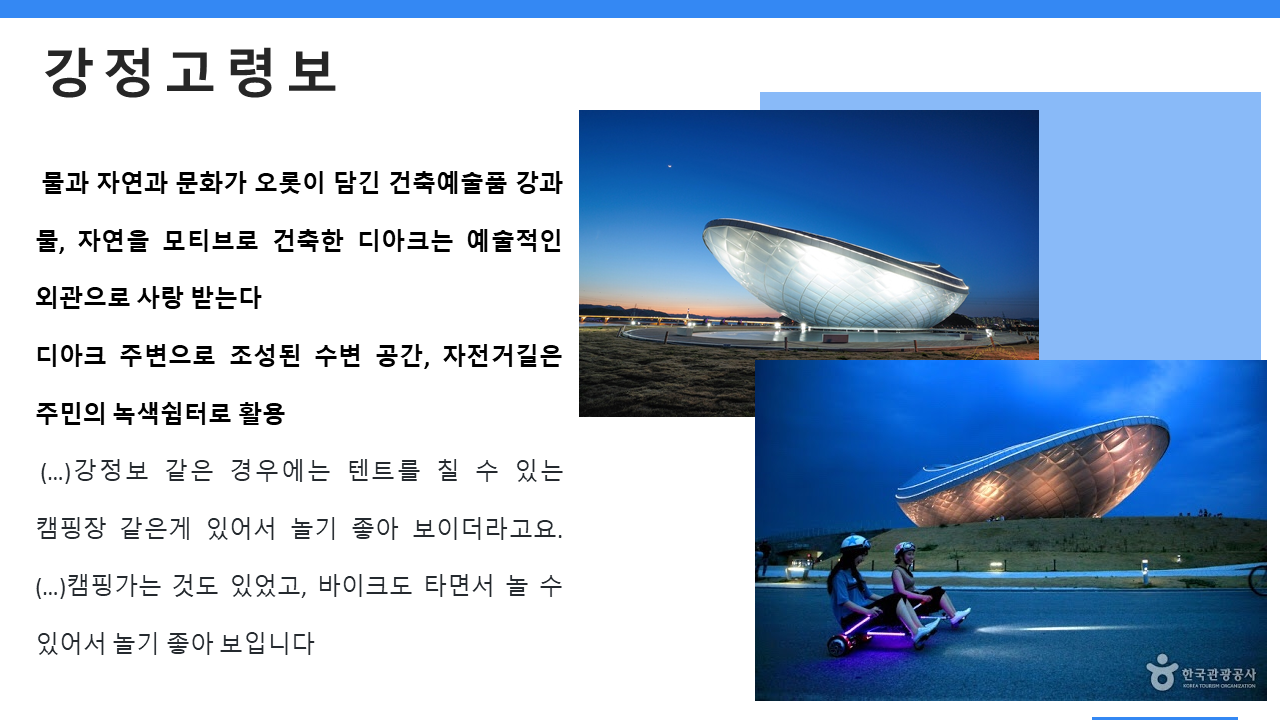 강정고령보
물과 자연과 문화가 오롯이 담긴 건축예술품 강과
물, 자연을 모티브로 건축한 디아크는 예술적인
외관으로 사랑 받는다
디아크 주변으로 조성된 수변 공간, 자전거길은
주민의 녹색쉼터로 활용
(...)강정보 같은 경우에는 텐트를 칠 수 있는
캠핑장 같은게 있어서 놀기 좋아 보이더라고요.
(...)캠핑가는 것도 있었고, 바이크도 타면서 놀 수
있어서 놀기 좋아 보입니다
한국관광공사
KOREA TOURISM ORGANIZATION